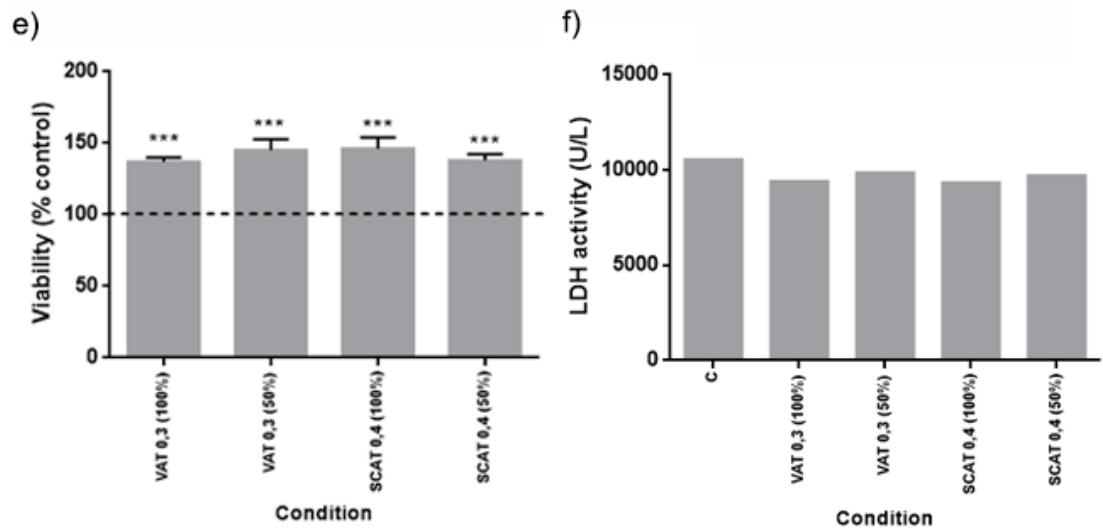 e)
Viability (% control)
200
150
100
50
0
***
***
***
***
VAT 0,3 (100%)
VAT 0,3 (50%)
SCAT 0,4 (100%)
SCAT 0,4 (50%)
Condition
f)
LDH activity (U/L)
15000
10000
5000
0
C
VAT 0,3 (100%)
VAT 0,3 (50%)
SCAT 0,4 (100%)
SCAT 0,4 (50%)
Condition